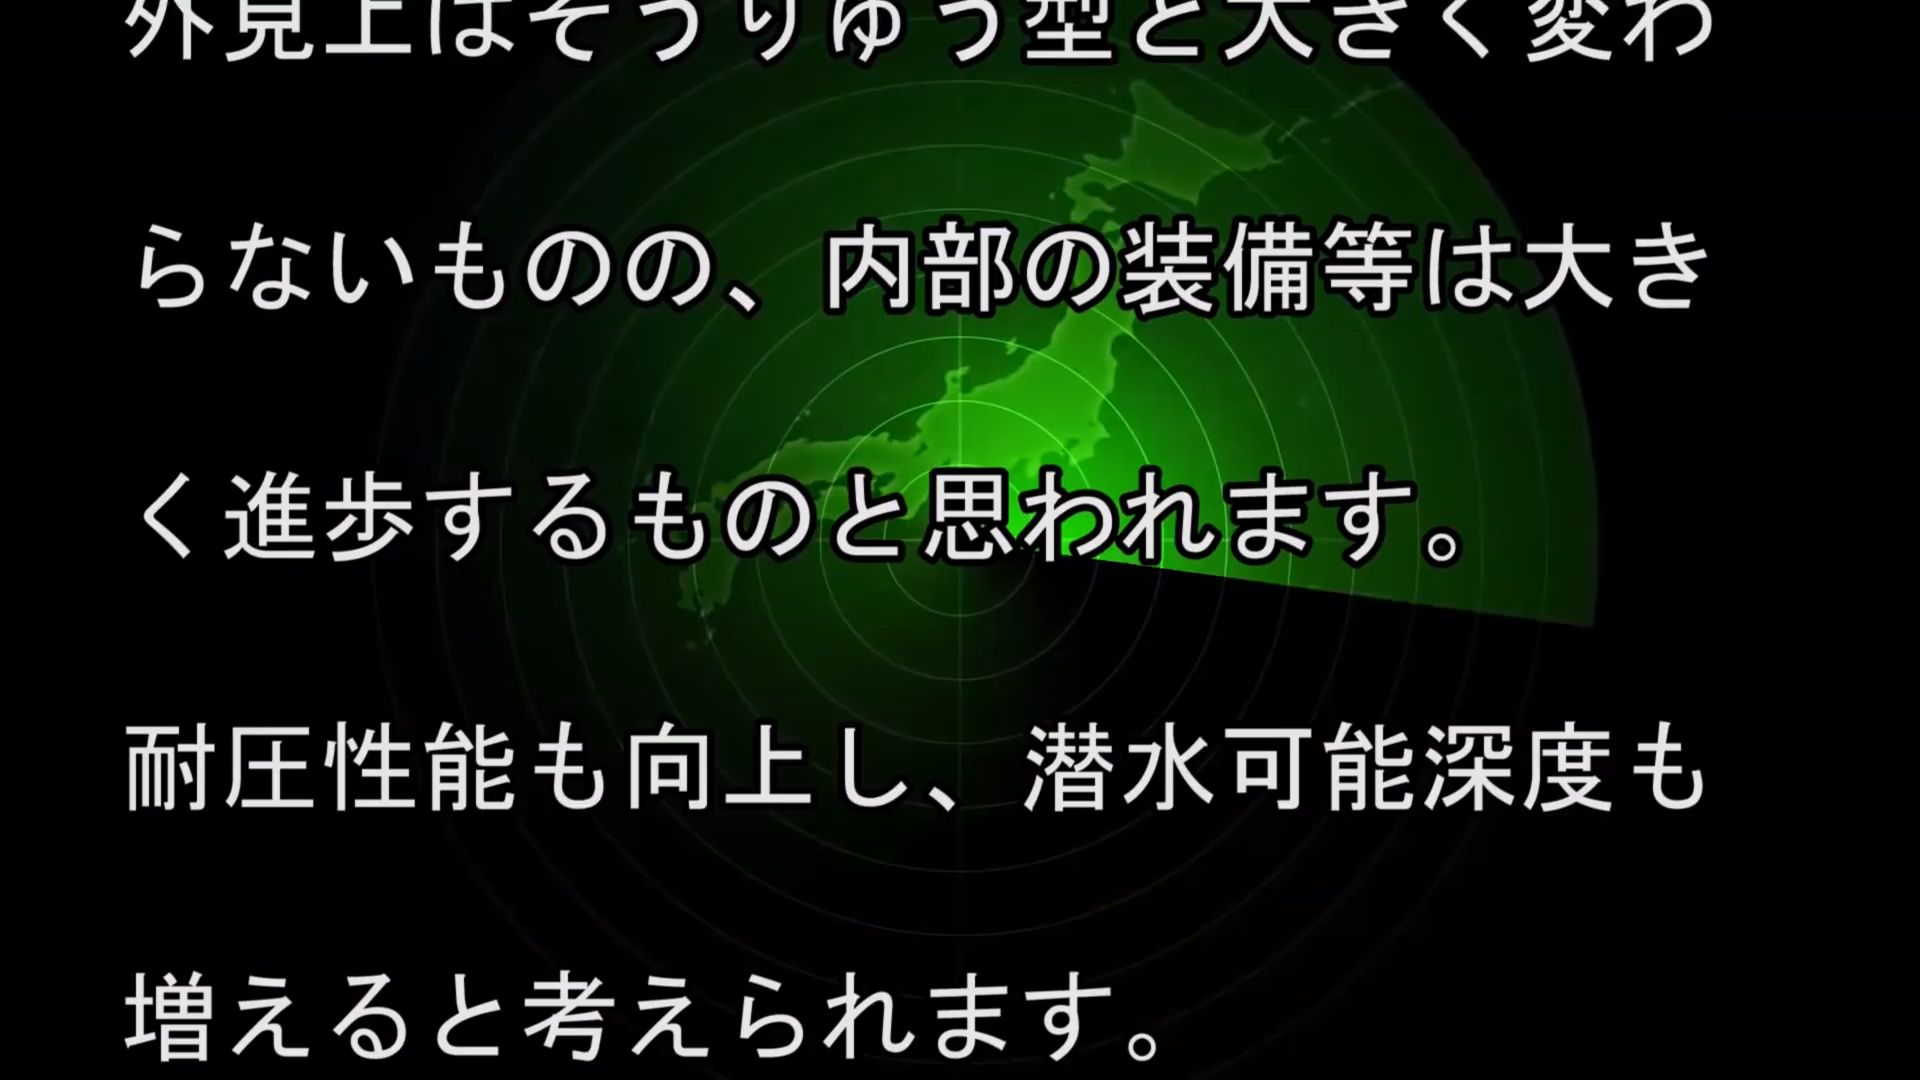 外見上はそうりゅう型と大きく変わ
らないものの、内部の装備等は大き
く進歩するものと思われます。
耐圧性能も向上し、潜水可能深度も
増えると考えられます。